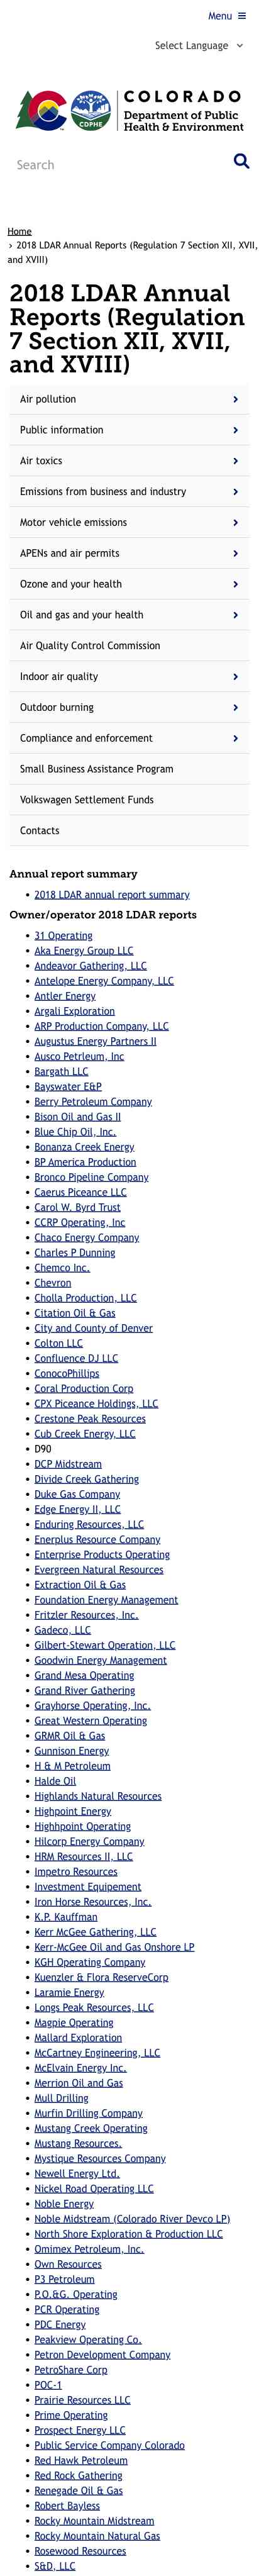 Menu
Select Language
COLORADO
Department of Public
Health & Environment
CDPHE
Search
Home
› 2018 LDAR Annual Reports (Regulation 7 Section XII, XVII,
and XVIII)
2018 LDAR Annual
Reports (Regulation
7 Section XII, XVII,
and XVIII)
Air pollution
Public information
Air toxics
Emissions from business and industry
Motor vehicle emissions
APENs and air permits
Ozone and your health
Oil and gas and your health
Air Quality Control Commission
Indoor air quality
Outdoor burning
Compliance and enforcement
Small Business Assistance Program
Volkswagen Settlement Funds
Contacts
Annual report summary
• 2018 LDAR annual report summary
Owner/operator 2018 LDAR reports
• 31 Operating
• Aka Energy Group LLC
• Andeavor Gathering, LLC
• Antelope Energy Company, LLC
• Antler Energy
• Argali Exploration
• ARP Production Company, LLC
• Augustus Energy Partners II
• Ausco Petrleum, Inc
• Bargath LLC
• Bayswater E&P
• Berry Petroleum Company
• Bison Oil and Gas II
• Blue Chip Oil, Inc.
• Bonanza Creek Energy
• BP America Production
• Bronco Pipeline Company
• Caerus Piceance LLC
• Carol W. Byrd Trust
• CCRP Operating, Inc
• Chaco Energy Company
• Charles P Dunning
• Chemco Inc.
• Chevron
• Cholla Production, LLC
• Citation Oil & Gas
• City and County of Denver
• Colton LLC
• Confluence DJ LLC
• ConocoPhillips
• Coral Production Corp
• CPX Piceance Holdings, LLC
• Crestone Peak Resources
• Cub Creek Energy, LLC
• D90
• DCP Midstream
• Divide Creek Gathering
• Duke Gas Company
• Edge Energy II, LLC
• Enduring Resources, LLC
• Enerplus Resource Company
• Enterprise Products Operating
• Evergreen Natural Resources
• Extraction Oil & Gas
• Foundation Energy Management
• Fritzler Resources, Inc.
• Gadeco, LLC
• Gilbert-Stewart Operation, LLC
• Goodwin Energy Management
• Grand Mesa Operating
• Grand River Gathering
• Grayhorse Operating, Inc.
• Great Western Operating
• GRMR Oil & Gas
• Gunnison Energy
• H & M Petroleum
• Halde Oil
• Highlands Natural Resources
• Highpoint Energy
• Highhpoint Operating
• Hilcorp Energy Company
• HRM Resources II, LLC
• Impetro Resources
• Investment Equipement
• Iron Horse Resources, Inc.
• K.P. Kauffman
• Kerr McGee Gathering, LLC
• Kerr-McGee Oil and Gas Onshore LP
• KGH Operating Company
• Kuenzler & Flora ReserveCorp
• Laramie Energy
• Longs Peak Resources, LLC
• Magpie Operating
• Mallard Exploration
• McCartney Engineering, LLC
• McElvain Energy Inc.
• Merrion Oil and Gas
• Mull Drilling
• Murfin Drilling Company
• Mustang Creek Operating
• Mustang Resources.
• Mystique Resources Company
• Newell Energy Ltd.
• Nickel Road Operating LLC
• Noble Energy
• Noble Midstream (Colorado River Devco LP)
• North Shore Exploration & Production LLC
• Omimex Petroleum, Inc.
• Own Resources
• P3 Petroleum
• P.O.&G. Operating
• PCR Operating
• PDC Energy
• Peakview Operating Co.
• Petron Development Company
• PetroShare Corp
• POC-1
• Prairie Resources LLC
• Prime Operating
• Prospect Energy LLC
• Public Service Company Colorado
• Red Hawk Petroleum
• Red Rock Gathering
• Renegade Oil & Gas
• Robert Bayless
• Rocky Mountain Midstream
• Rocky Mountain Natural Gas
• Rosewood Resources
• S&D, LLC